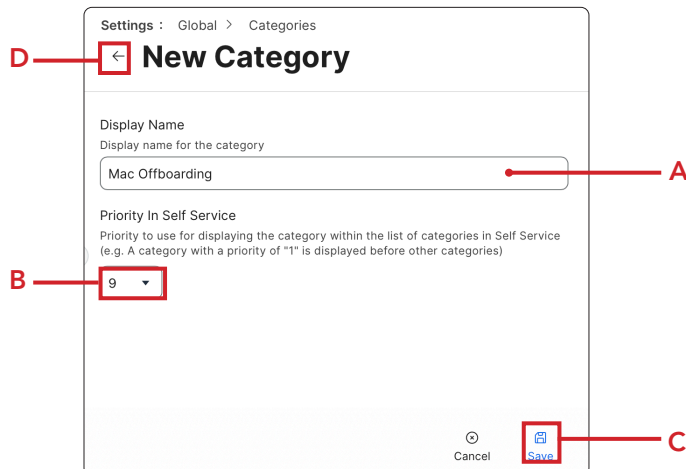 Settings : Global > Categories
D
← New Category
Display Name
Display name for the category
Mac Offboarding
A
Priority In Self Service
Priority to use for displaying the category within the list of categories in Self Service
(e.g. A category with a priority of "1" is displayed before other categories)
B
9
Cancel
Save
C